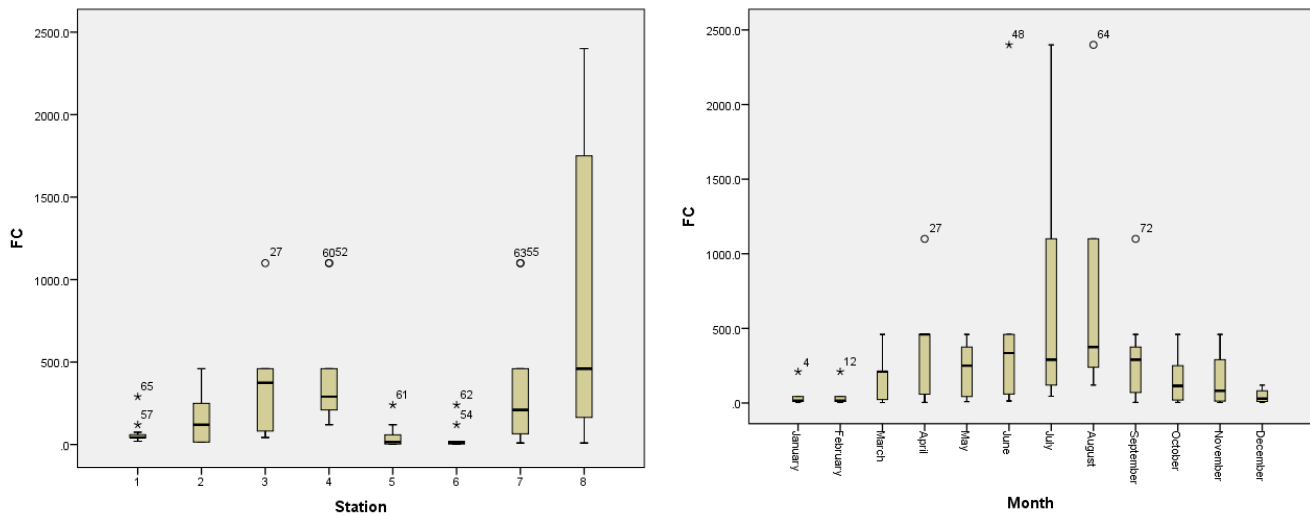 2500.0
2000.0
1500.0
1000.0
500.0
.0
FC
65
57
27
6052
61
62
54
6355
1 2 3 4 5 6 7 8
Station
2500.0
2000.0
1500.0
1000.0
500.0
.0
FC
4
12
27
48
64
72
January
February
March
April
May
June
July
August
September
October
November
December
Month